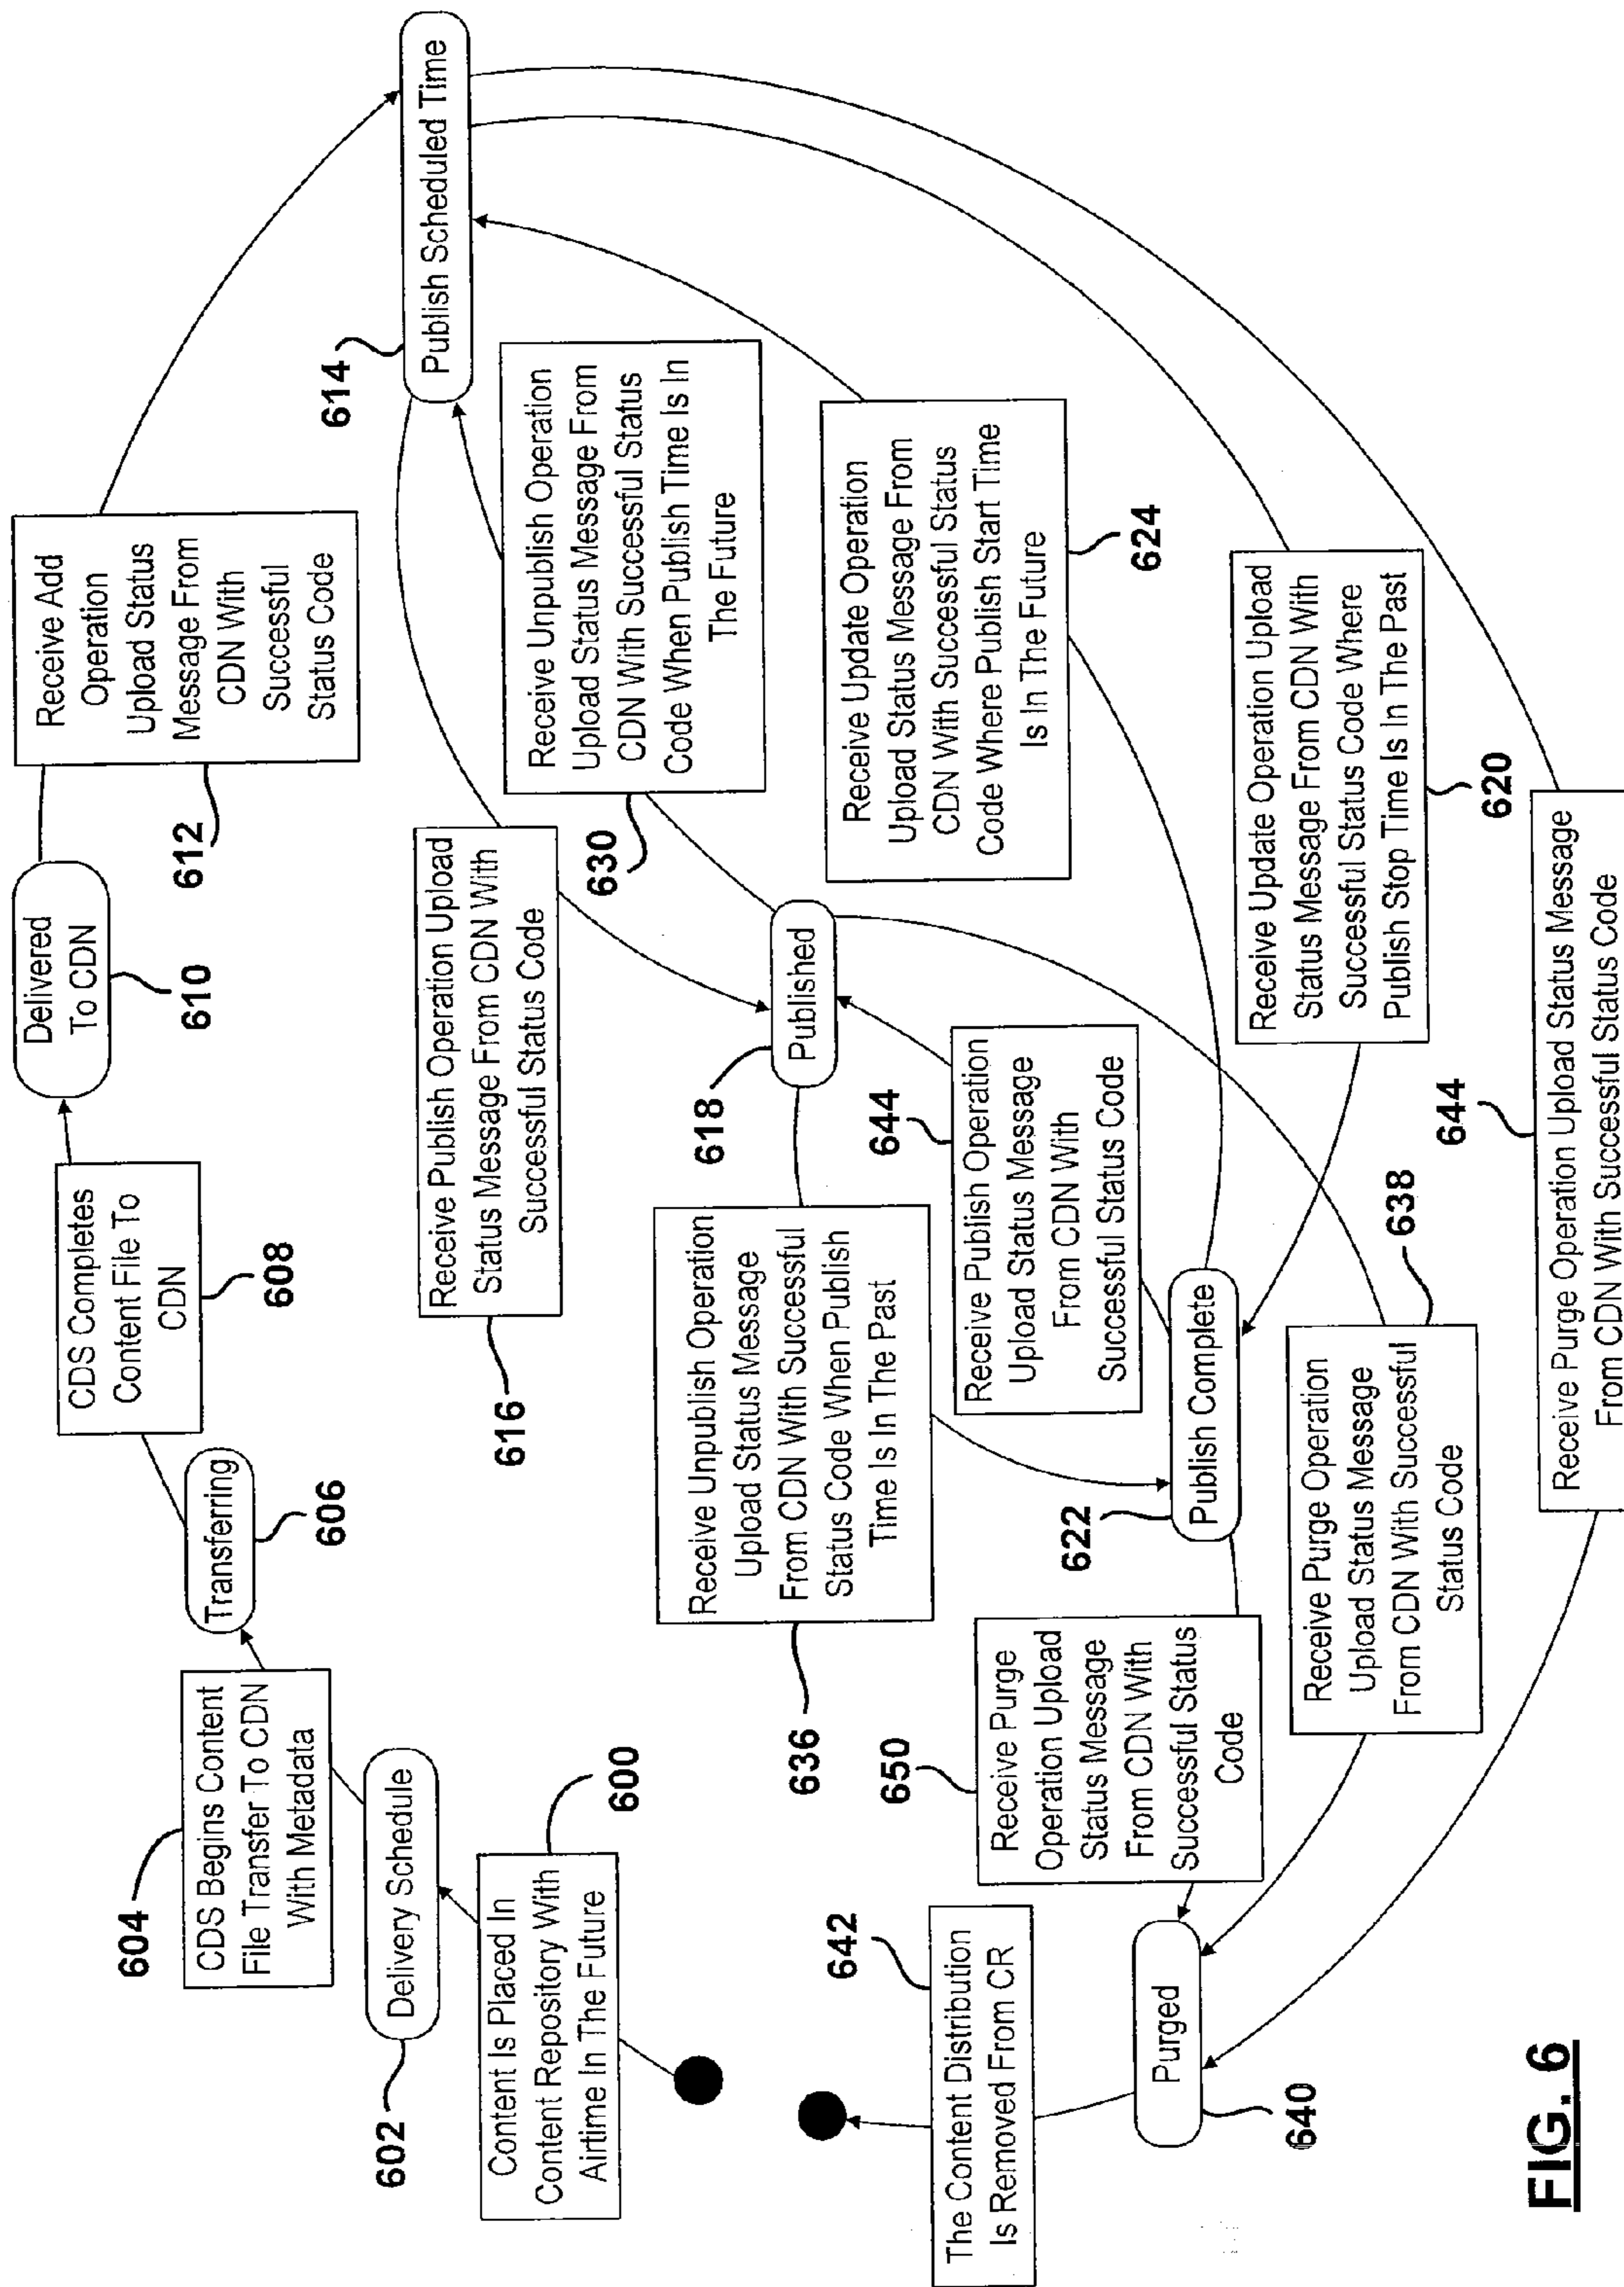 604
CDS Begins Content
File Transfer To CDN
With Metadata
602
Delivery Schedule
Content Is Placed In
Content Repository With
Airtime In The Future
600
Transferring
606
CDS Completes
Content File To
CDN
608
Delivered
To CDN
610
Receive Add
Operation
Upload Status
Message From
CDN With
Successful
Status Code
612
614
Publish Scheduled Time
616
Receive Publish Operation Upload
Status Message From CDN With
Successful Status Code
630
Receive Unpublish Operation
Upload Status Message From
CDN With Successful Status
Code When Publish Time Is In
The Future
618
Published
Receive Update Operation
Upload Status Message From
CDN With Successful Status
Code Where Publish Start Time
Is In The Future
624
636
Receive Unpublish Operation
Upload Status Message
From CDN With Successful
Status Code When Publish
Time Is In The Past
644
Receive Publish Operation
Upload Status Message
From CDN With
Successful Status Code
622
Publish Complete
Receive Update Operation Upload
Status Message From CDN With
Successful Status Code Where
Publish Stop Time Is In The Past
620
642
The Content Distribution
Is Removed From CR
650
Receive Purge
Operation Upload
Status Message
From CDN With
Successful Status
Code
Purged
640
Receive Purge Operation
Upload Status Message
From CDN With Successful
Status Code
638
644
Receive Purge Operation Upload Status Message
From CDN With Successful Status Code
FIG. 6